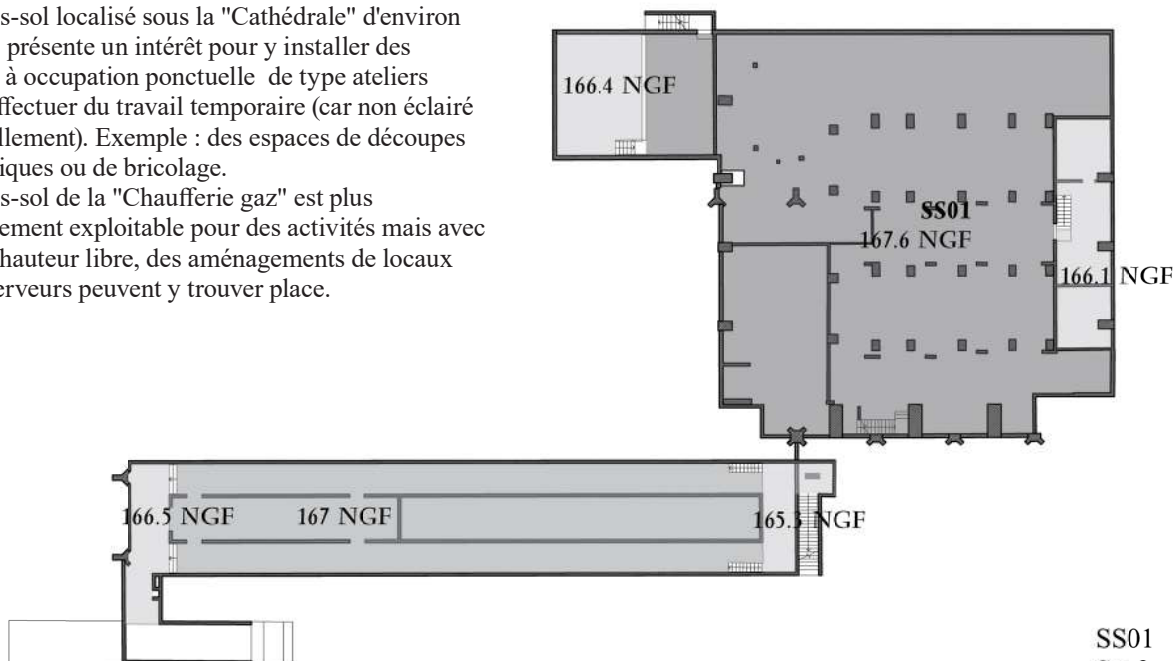 s-sol localisé sous la "Cathédrale" d'environ
présente un intérêt pour y installer des
à occupation ponctuelle de type ateliers
ffectuer du travail temporaire (car non éclairé
llement). Exemple : des espaces de découpes
iques ou de bricolage.
s-sol de la "Chaufferie gaz" est plus
ement exploitable pour des activités mais avec
hauteur libre, des aménagements de locaux
erveurs peuvent y trouver place.
166.4 NGF
SS01
167.6 NGF
166.1 NGF
166.5 NGF
167 NGF
165.3 NGF
SS01